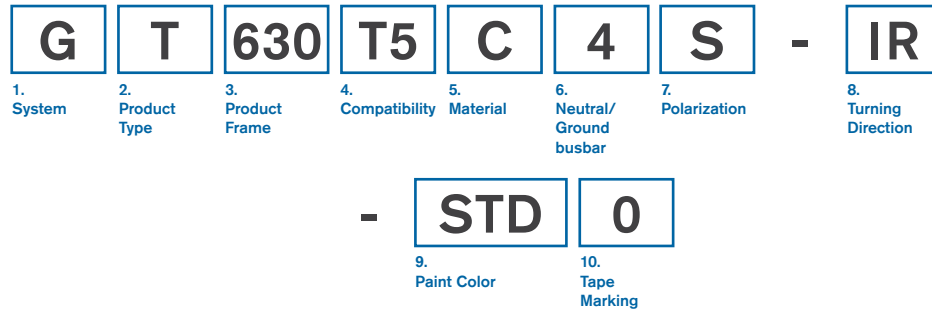 G T 630 T5 C 4 S - IR
1. 2. 3. 4. 5. 6. 7. 8.
System Product Product Compatibility Material Neutral/ Polarization Turning
Type Frame Ground Direction
busbar
- STD 0
9. 10.
Paint Color Tape
Marking